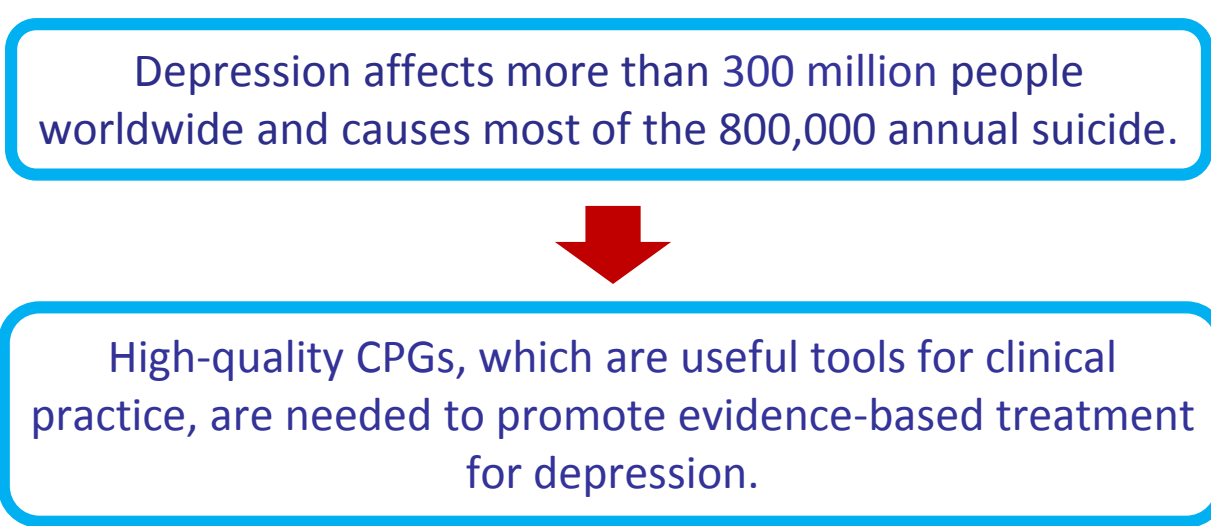 Depression affects more than 300 million people
worldwide and causes most of the 800,000 annual suicide.
High-quality CPGs, which are useful tools for clinical
practice, are needed to promote evidence-based treatment
for depression.